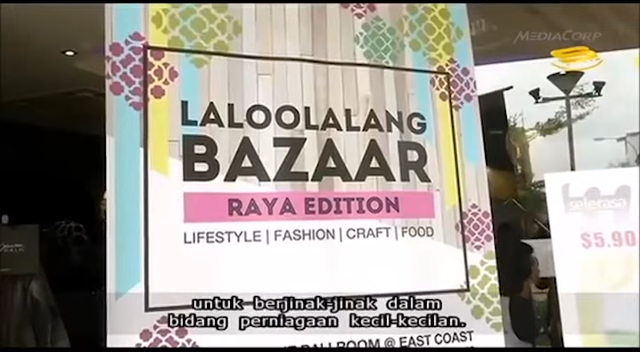 MEDIACORP
LALOOLALANG
BAZAAR
RAYA EDITION
LIFESTYLE | FASHION | CRAFT | FOOD
selerasa
$5.90
untuk berjinak-jinak dalam
bidang perniagaan kecil-kecilan.
BALLROOM @ EAST COAST